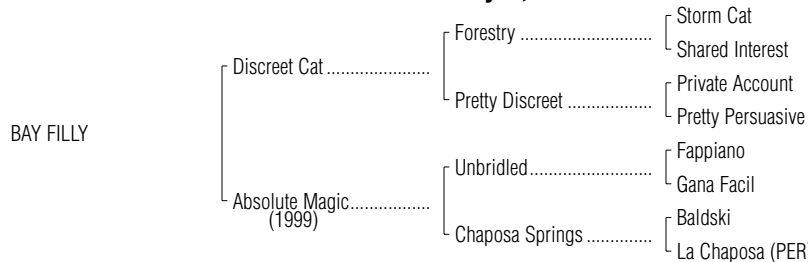 Storm Cat
Forestry ..............................
Shared Interest
Discreet Cat ......................
Private Account
Pretty Discreet ..................
Pretty Persuasive
BAY FILLY
Fappiano
Unbridled..........................
Gana Facil
Absolute Magic.................
(1999)
Baldski
Chaposa Springs ..............
La Chaposa (PER